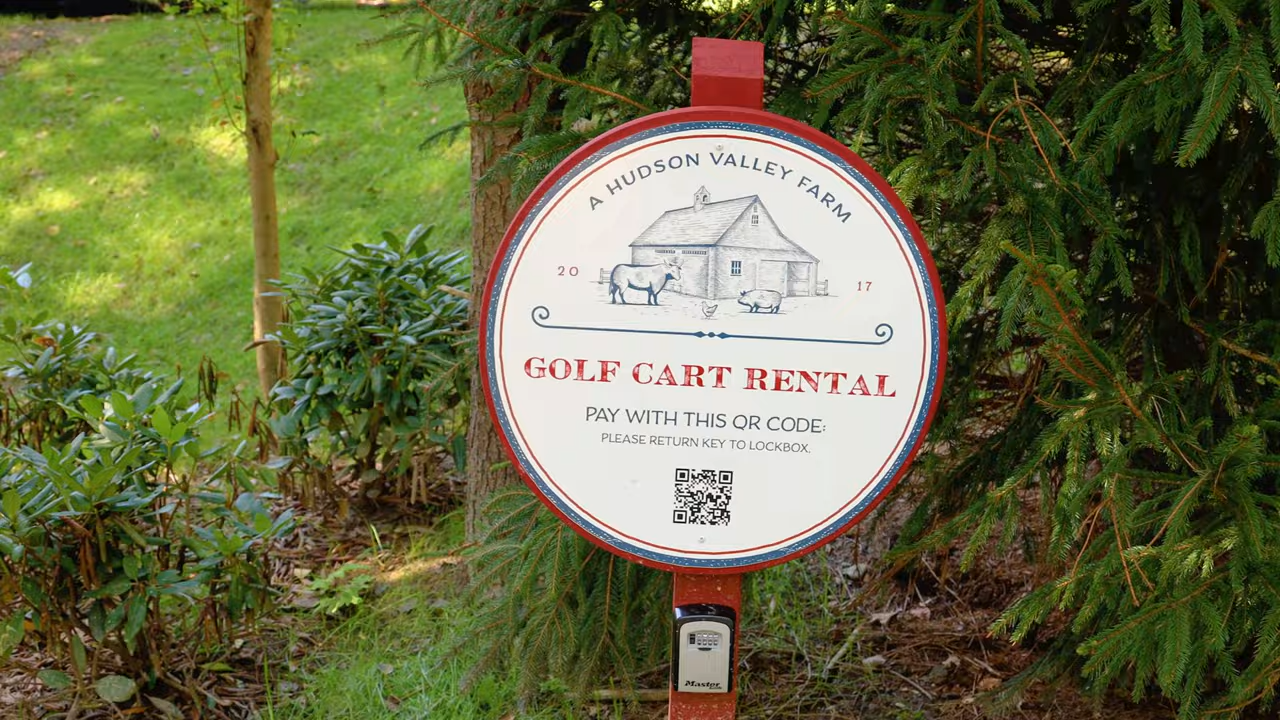 A HUDSON VALLEY FARM
20 17
GOLF CART RENTAL
PAY WITH THIS QR CODE:
PLEASE RETURN KEY TO LOCKBOX.
Master